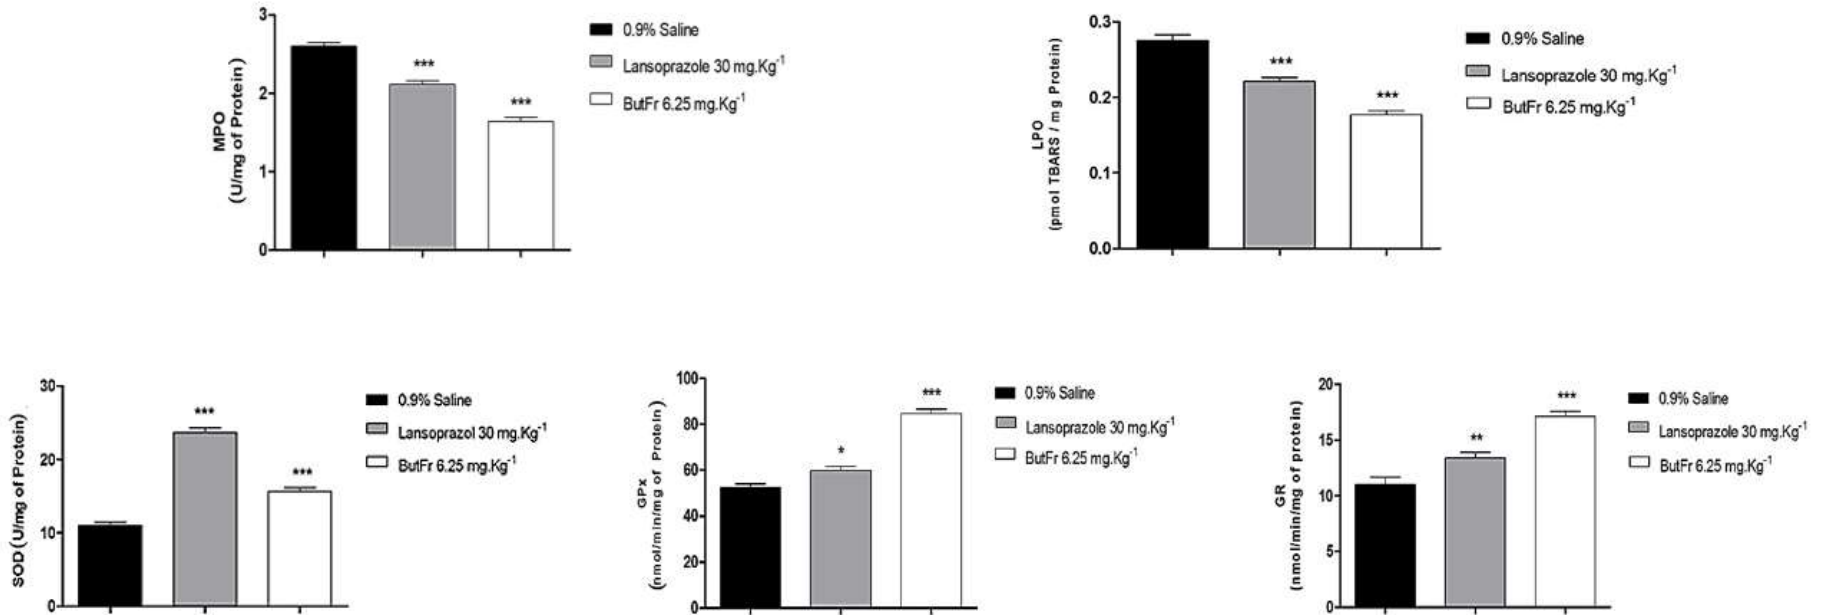 3
2
1
0
MPO
(U/mg of Protein)
***
***
0.9% Saline
Lansoprazole 30 mg.Kg-1
ButFr 6.25 mg.Kg-1
0.3
0.2
0.1
0.0
LPO
(pmol TBARS / mg Protein)
***
***
0.9% Saline
Lansoprazole 30 mg.Kg-1
ButFr 6.25 mg.Kg-1
30
20
10
0
SOD(U/mg of Protein)
***
***
0.9% Saline
Lansoprazol 30 mg.Kg-1
ButFr 6.25 mg.Kg-1
100
80
60
40
20
0
GPx
(nmol/min/mg of Protein)
*
***
0.9% Saline
Lansoprazole 30 mg.Kg-1
ButFr 6.25 mg.Kg-1
20
15
10
5
0
GR
(nmol/min/mg of protein)
**
***
0.9% Saline
Lansoprazole 30 mg.Kg-1
ButFr 6.25 mg.Kg-1